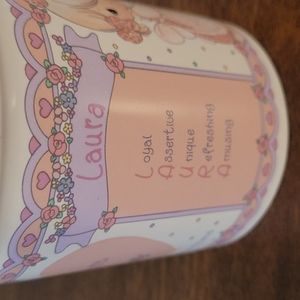 Laura
Loyal
Assertive
Unique
Refreshing
Amusing